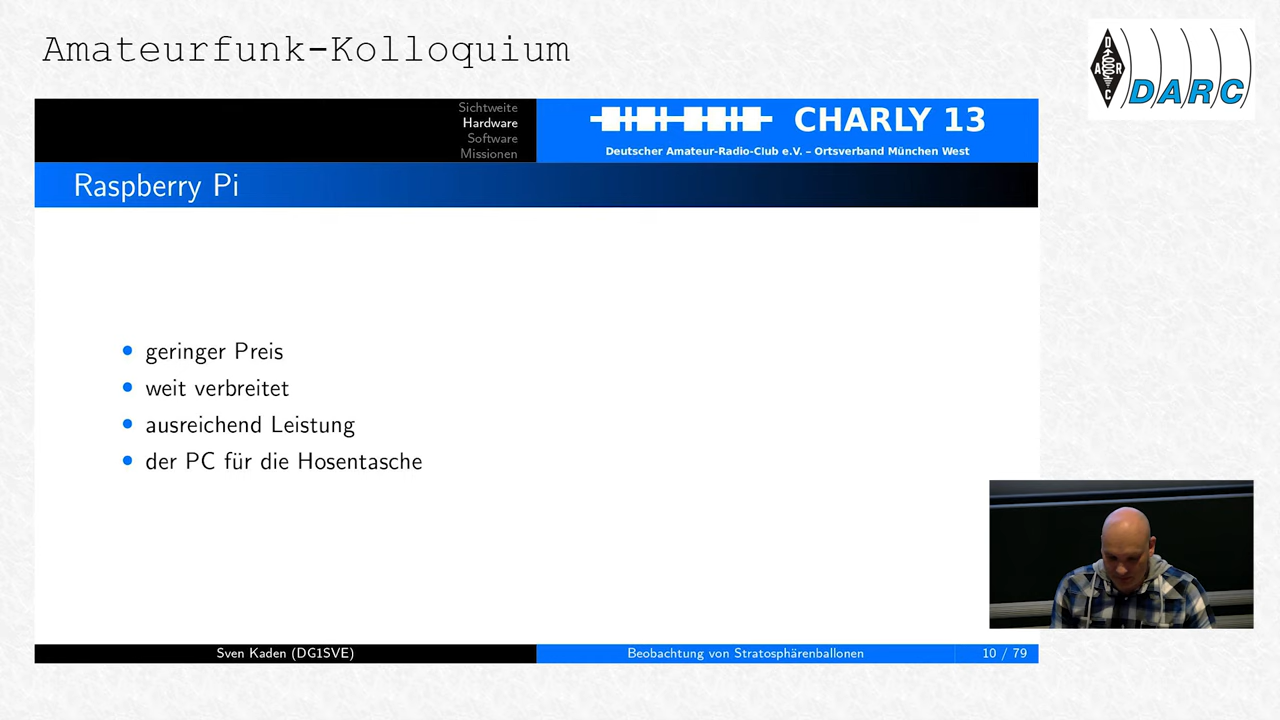 Amateurfunk-Kolloquium
DARC
DARC
Sichtweite
Hardware
Software
Missionen
CHARLY 13
Deutscher Amateur-Radio-Club e.V. – Ortsverband München West
Raspberry Pi
geringer Preis
weit verbreitet
ausreichend Leistung
der PC für die Hosentasche
Sven Kaden (DG1SVE)
Beobachtung von Stratosphärenballonen
10 / 79